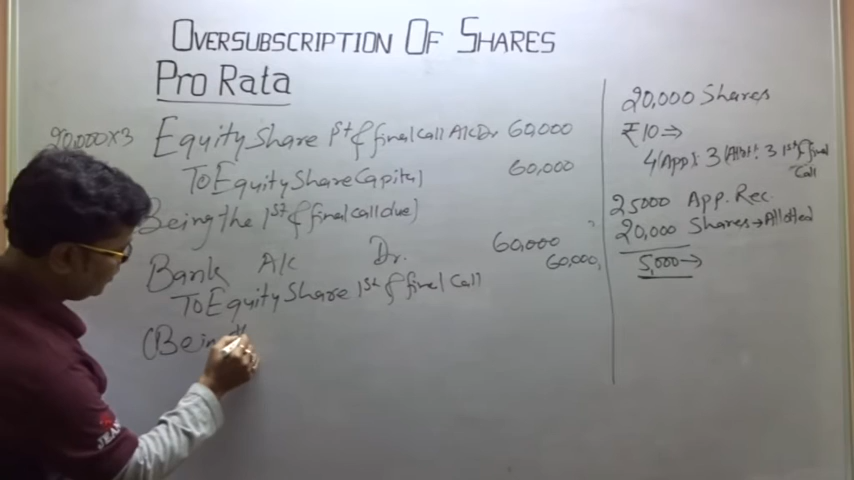 OVERSUBSCRIPTION OF SHARES
Pro Rata
20,000 x 3
Equity Share 1st & final call A/c Dr 60,000
To Equity Share Capital 60,000
Being the 1st & final call due)
Bank A/c Dr. 60,000
To Equity Share 1st & final Call 60,000
(Being
20,000 Shares
₹10→
4 (App) 3 (Allot. 3 1st & final
Call
25000 App. Rec.
20,000 Shares → Allotted
5,000 →
JEAN